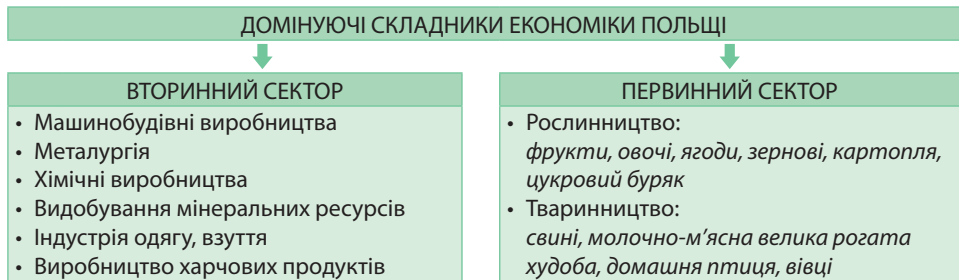 ДОМІНУЮЧІ СКЛАДНИКИ ЕКОНОМІКИ ПОЛЬЩІ
ВТОРИННИЙ СЕКТОР
• Машинобудівні виробництва
• Металургія
• Хімічні виробництва
• Видобування мінеральних ресурсів
• Індустрія одягу, взуття
• Виробництво харчових продуктів
ПЕРВИННИЙ СЕКТОР
• Рослинництво:
фрукти, овочі, ягоди, зернові, картопля,
цукровий буряк
• Тваринництво:
свині, молочно-м’ясна велика рогата
худоба, домашня птиця, вівці